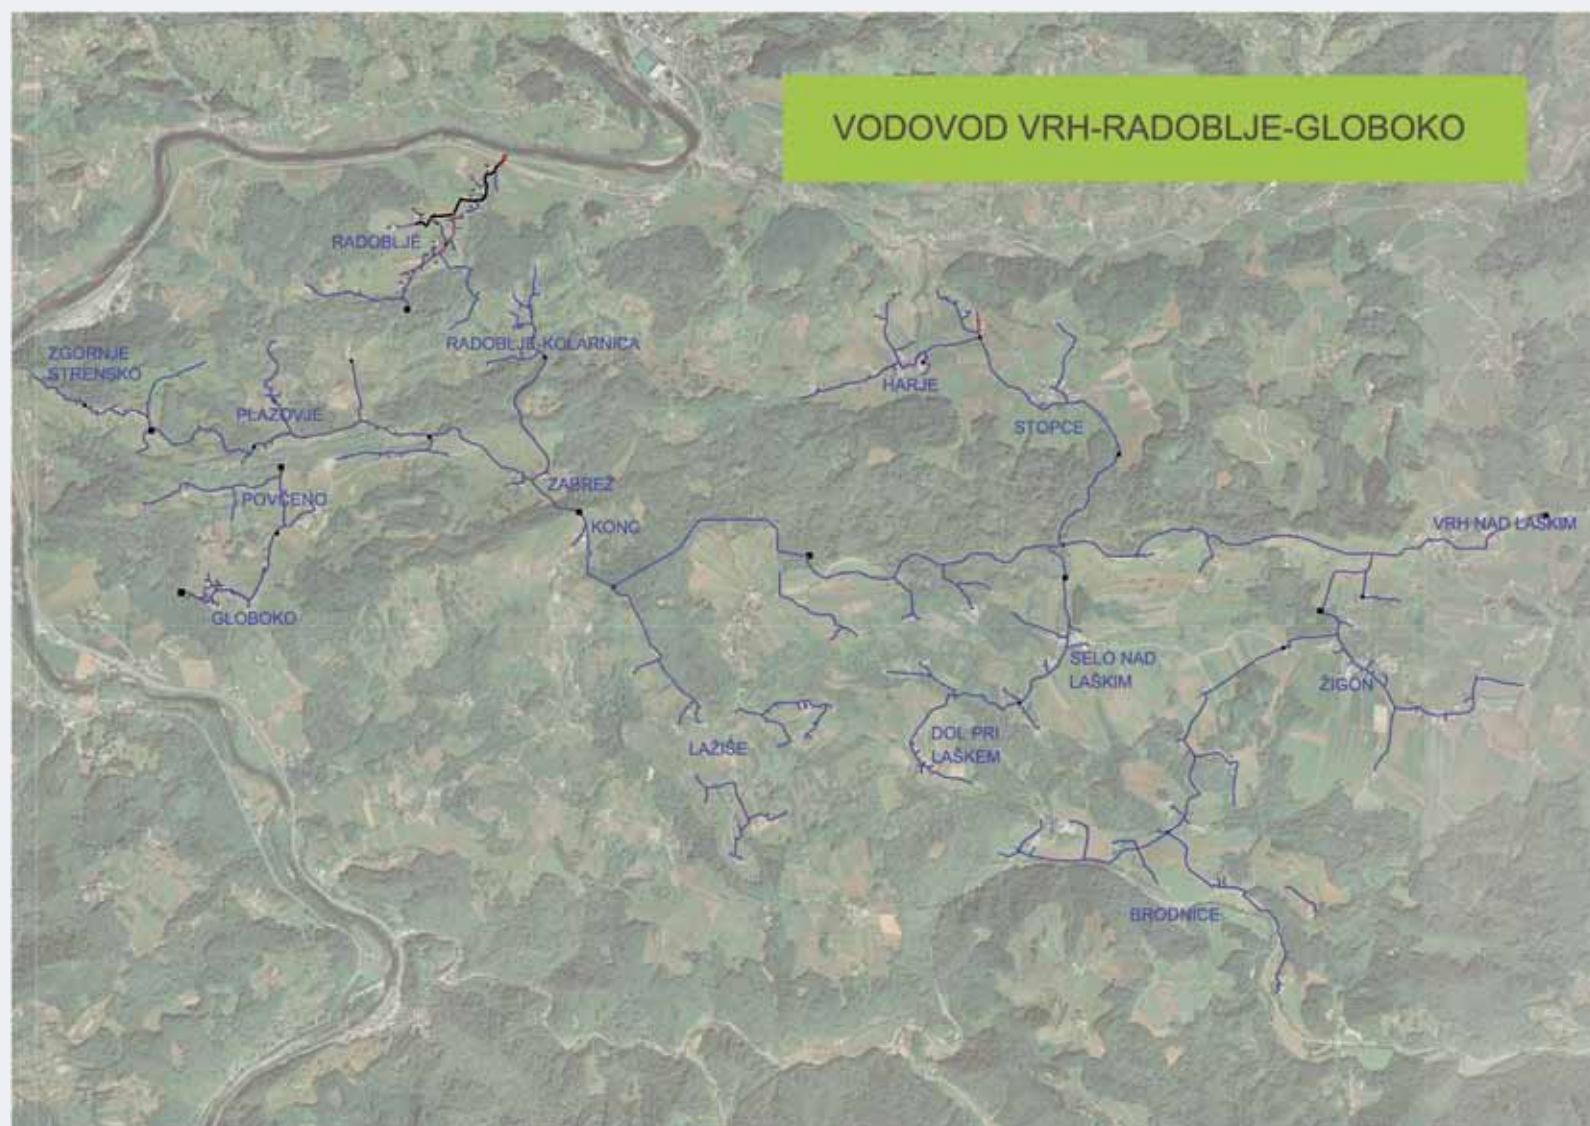 VODOVOD VRH-RADOBLJE-GLOBOKO
RADOBLJE
RADOBLJE-KOLARNICA
ZGORNJE
STRENSKO
HARJE
PLAZOVJE
STOPCE
ZABREŽ
POVČENO
KONC
VRH NAD LAŠKIM
GLOBOKO
SELO NAD
LAŠKIM
ŽIGON
LAŽIŠE
DOL PRI
LAŠKEM
BRODNICE